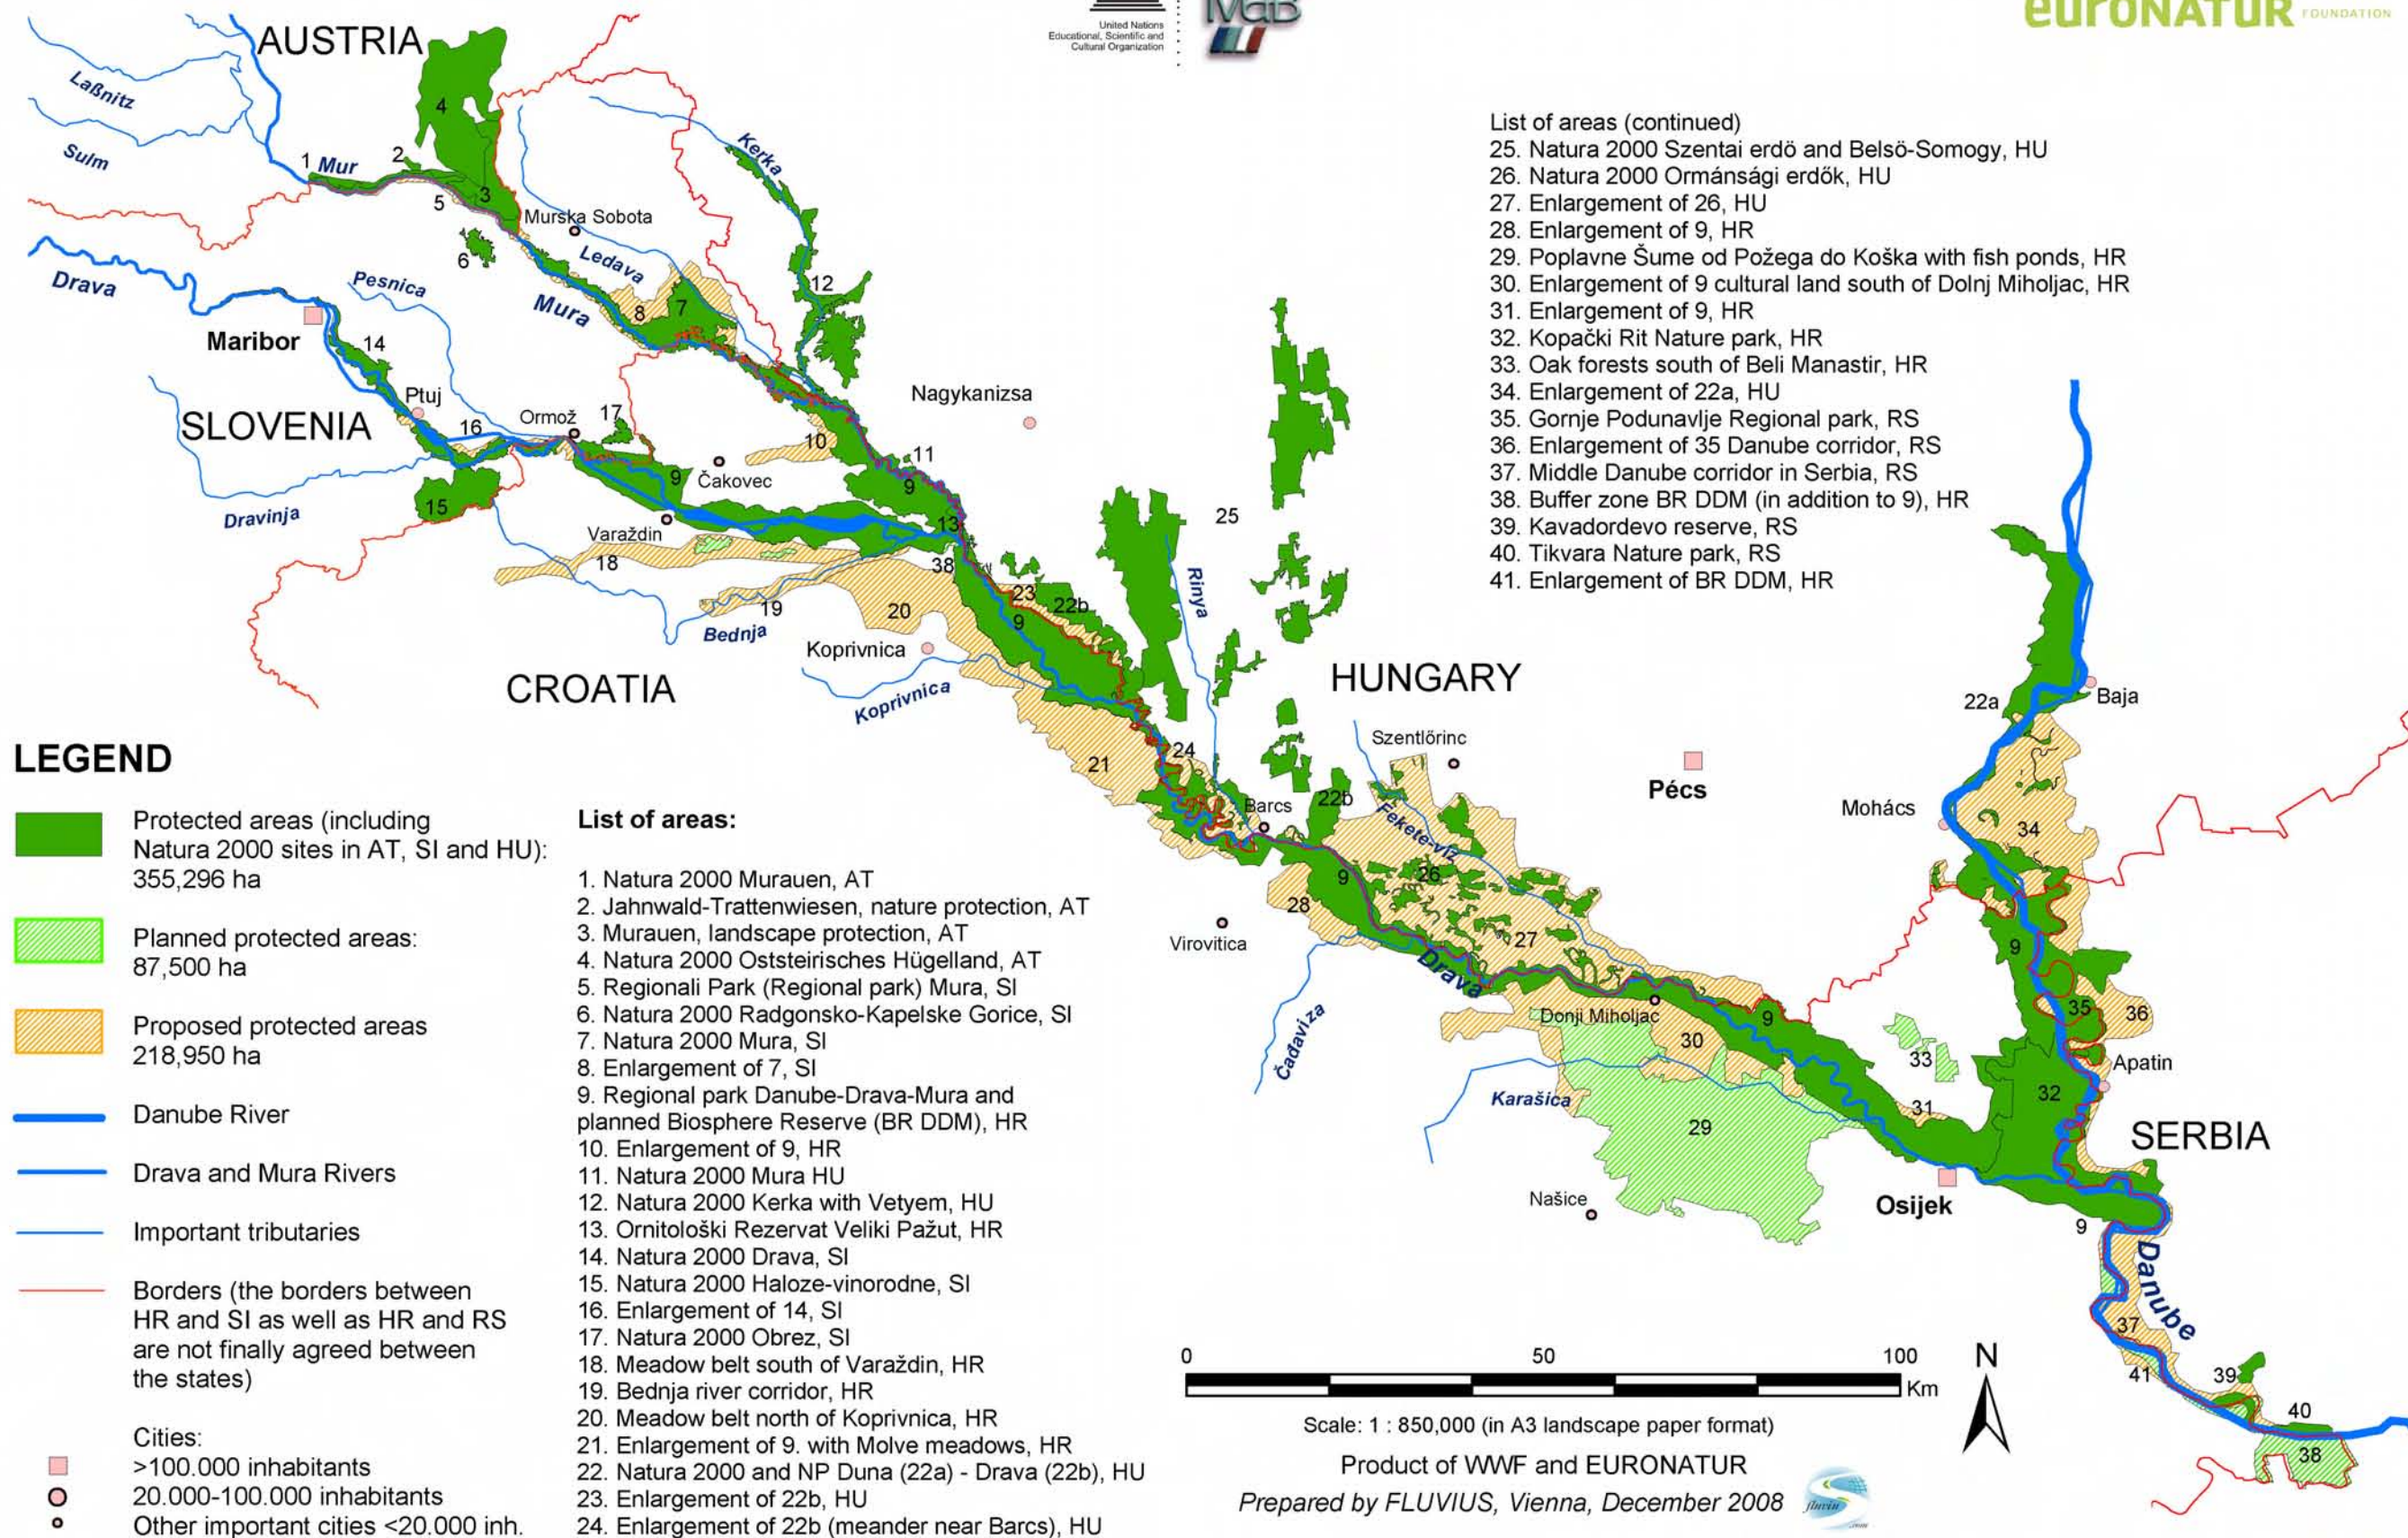 United Nations
Educational, Scientific and
Cultural Organization
euroNATUR FOUNDATION
AUSTRIA
Laßnitz
Sulm
4
1
Mur
2
3
5
Kerka
Murska Sobota
Ledava
6
12
Drava
Pesnica
Mura
8
7
Maribor
14
Ptuj
Nagykanizsa
SLOVENIA
16
Ormož
17
10
11
9
Čakovec
9
15
Dravinja
Varaždin
13
25
18
38
23
22b
Rinya
19
20
9
Bednja
Koprivnica
CROATIA
Koprivnica
HUNGARY
22a
Baja
Szentlőrinc
24
21
Pécs
Barcs
22b
Mohács
Fekete-víz
34
26
9
28
Virovitica
27
9
Drava
Čađavíza
Donji Miholjac
9
30
35
36
33
Apatin
32
Karašica
31
29
SERBIA
Našice
Osijek
9
Danube
37
41
39
40
38
List of areas (continued)
25. Natura 2000 Szentai erdö and Belsö-Somogy, HU
26. Natura 2000 Ormánsági erdők, HU
27. Enlargement of 26, HU
28. Enlargement of 9, HR
29. Poplavne Šume od Požega do Koška with fish ponds, HR
30. Enlargement of 9 cultural land south of Dolnj Miholjac, HR
31. Enlargement of 9, HR
32. Kopački Rit Nature park, HR
33. Oak forests south of Beli Manastir, HR
34. Enlargement of 22a, HU
35. Gornje Podunavlje Regional park, RS
36. Enlargement of 35 Danube corridor, RS
37. Middle Danube corridor in Serbia, RS
38. Buffer zone BR DDM (in addition to 9), HR
39. Kavadordevo reserve, RS
40. Tikvara Nature park, RS
41. Enlargement of BR DDM, HR
LEGEND
Protected areas (including
Natura 2000 sites in AT, SI and HU):
355,296 ha
Planned protected areas:
87,500 ha
Proposed protected areas
218,950 ha
Danube River
Drava and Mura Rivers
Important tributaries
Borders (the borders between
HR and SI as well as HR and RS
are not finally agreed between
the states)
Cities:
>100.000 inhabitants
20.000-100.000 inhabitants
Other important cities <20.000 inh.
List of areas:
1. Natura 2000 Murauen, AT
2. Jahnwald-Trattenwiesen, nature protection, AT
3. Murauen, landscape protection, AT
4. Natura 2000 Oststeirisches Hügelland, AT
5. Regionali Park (Regional park) Mura, SI
6. Natura 2000 Radgonsko-Kapelske Gorice, SI
7. Natura 2000 Mura, SI
8. Enlargement of 7, SI
9. Regional park Danube-Drava-Mura and
planned Biosphere Reserve (BR DDM), HR
10. Enlargement of 9, HR
11. Natura 2000 Mura HU
12. Natura 2000 Kerka with Vetyem, HU
13. Ornitološki Rezervat Veliki Pažut, HR
14. Natura 2000 Drava, SI
15. Natura 2000 Haloze-vinorodne, SI
16. Enlargement of 14, SI
17. Natura 2000 Obrez, SI
18. Meadow belt south of Varaždin, HR
19. Bednja river corridor, HR
20. Meadow belt north of Koprivnica, HR
21. Enlargement of 9. with Molve meadows, HR
22. Natura 2000 and NP Duna (22a) - Drava (22b), HU
23. Enlargement of 22b, HU
24. Enlargement of 22b (meander near Barcs), HU
0 50 100
Km
N
Scale: 1 : 850,000 (in A3 landscape paper format)
Product of WWF and EURONATUR
Prepared by FLUVIUS, Vienna, December 2008